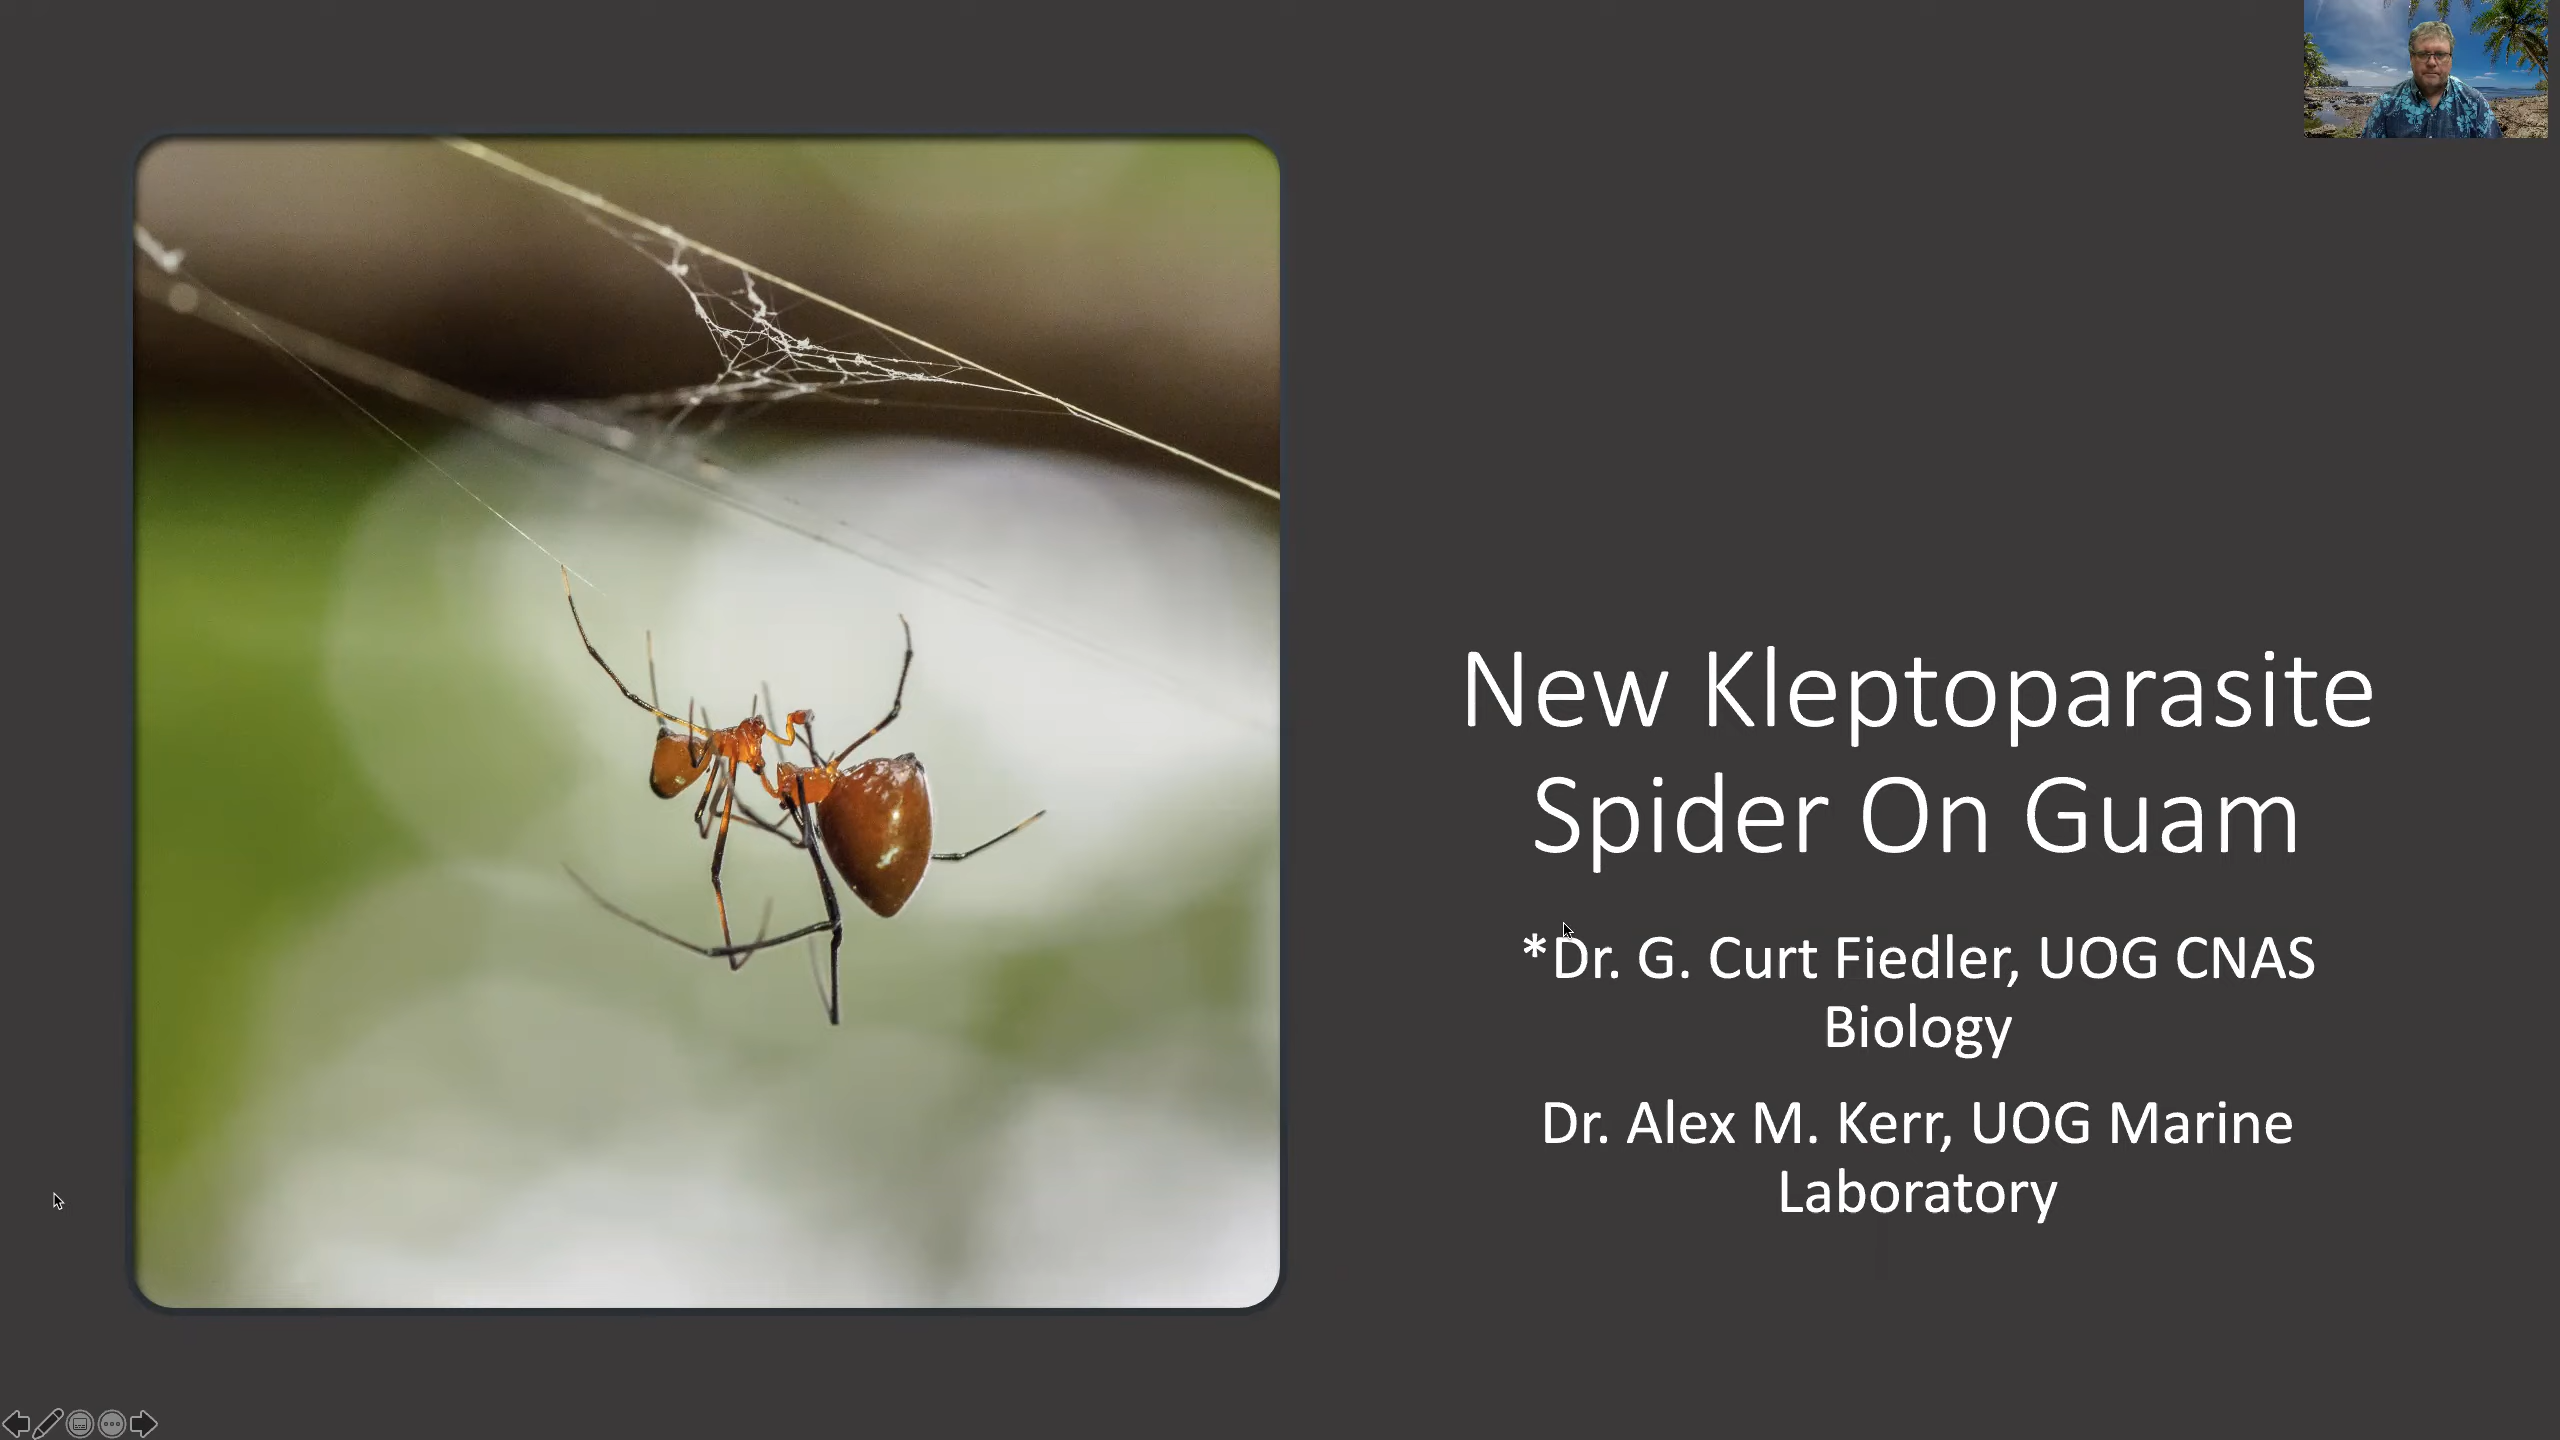 New Kleptoparasite
Spider On Guam
*Dr. G. Curt Fiedler, UOG CNAS
Biology
Dr. Alex M. Kerr, UOG Marine
Laboratory